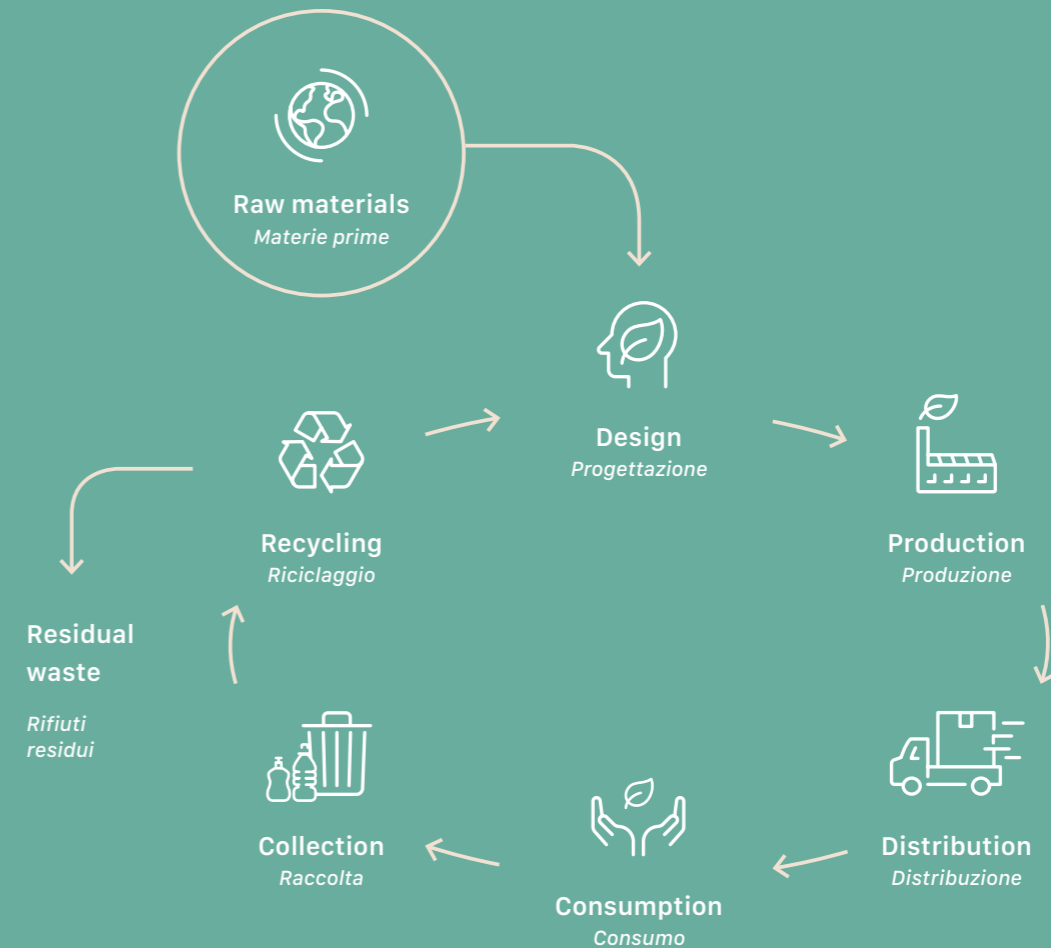 Raw materials
Materie prime
Design
Progettazione
Production
Produzione
Distribution
Distribuzione
Consumption
Consumo
Collection
Raccolta
Recycling
Riciclaggio
Residual
waste
Rifiuti
residui